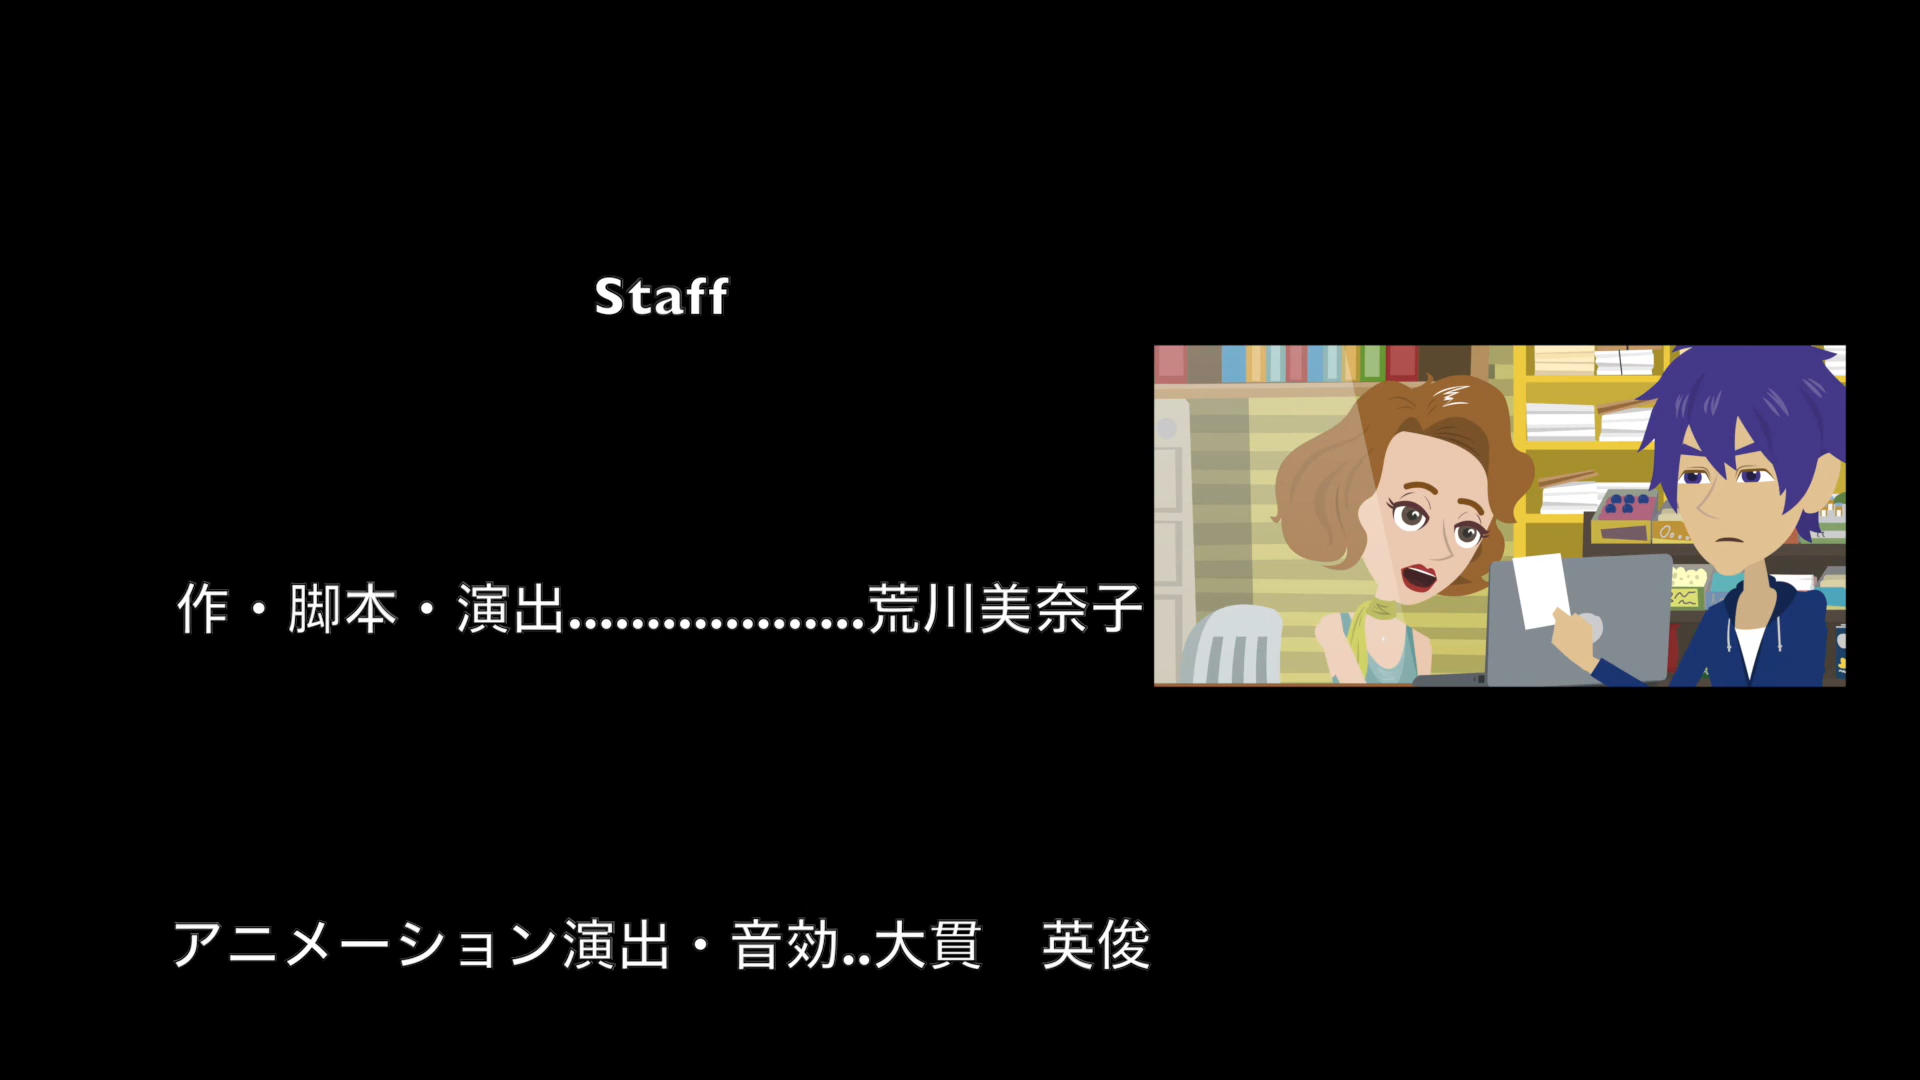 Staff
作・脚本・演出...................荒川美奈子
アニメーション演出・音効..大貫　英俊